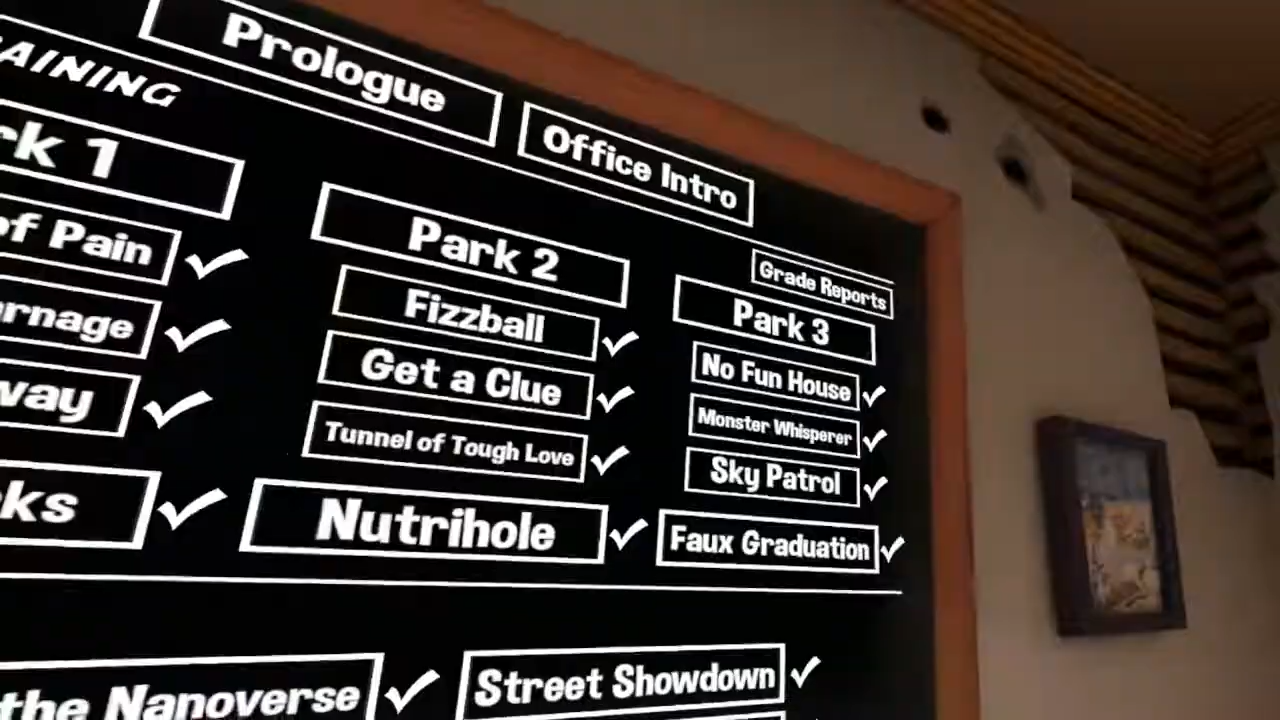 Prologue
Office Intro
AINING
rk 1
of Pain
rnage
way
ks
Park 2
Fizzball
Get a Clue
Tunnel of Tough Love
Nutrihole
Grade Reports
Park 3
No Fun House
Monster Whisperer
Sky Patrol
Faux Graduation
the Nanoverse
Street Showdown